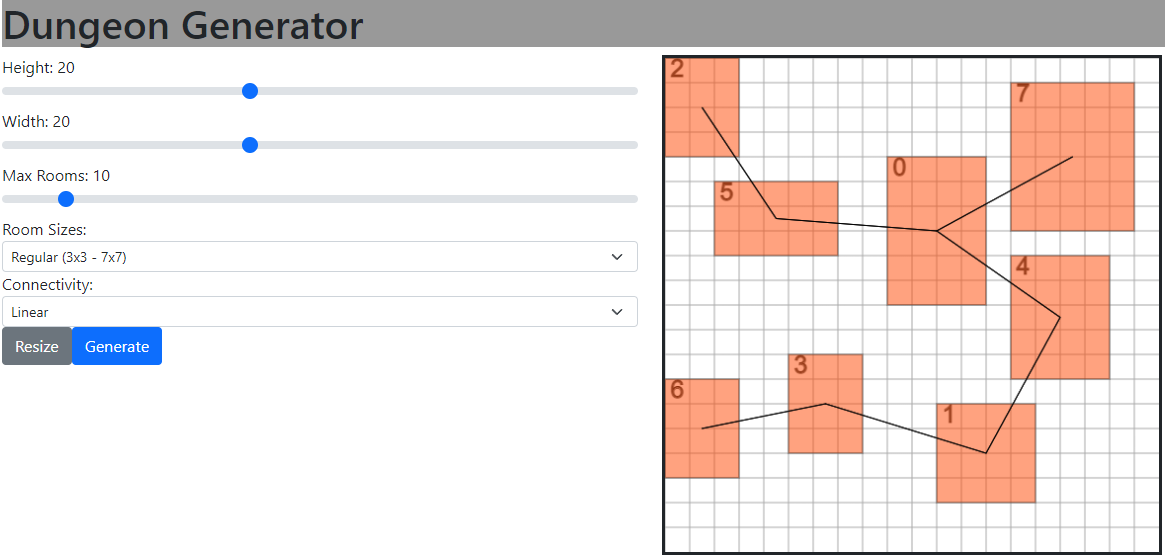 Dungeon Generator
Height: 20
Width: 20
Max Rooms: 10
Room Sizes:
Regular (3x3 - 7x7)
Connectivity:
Linear
Resize Generate
2
7
0
5
4
3
6
1